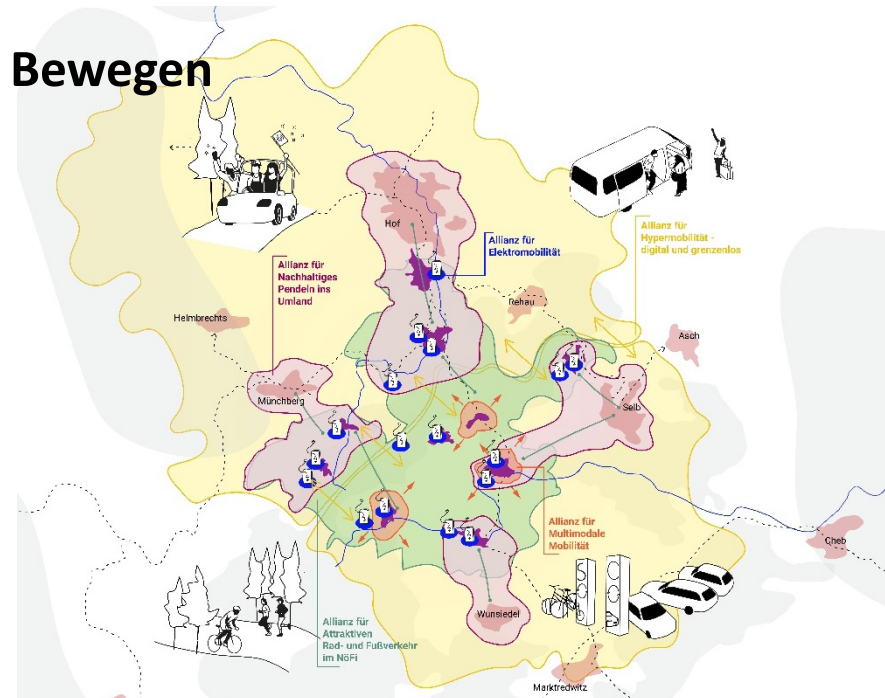 Bewegen
Hof
Allianz für
Elektromobilität
Allianz für
Hypermobilität -
digital und grenzenlos
Allianz für
Nachhaltiges
Pendeln ins
Umland
Helmbrechts
Rehau
Asch
Münchberg
Selb
Allianz für
Multimodale
Mobilität
Cheb
Wunsiedel
Allianz für
Attraktiven
Rad- und Fußverkehr
im NöFi
Marktredwitz